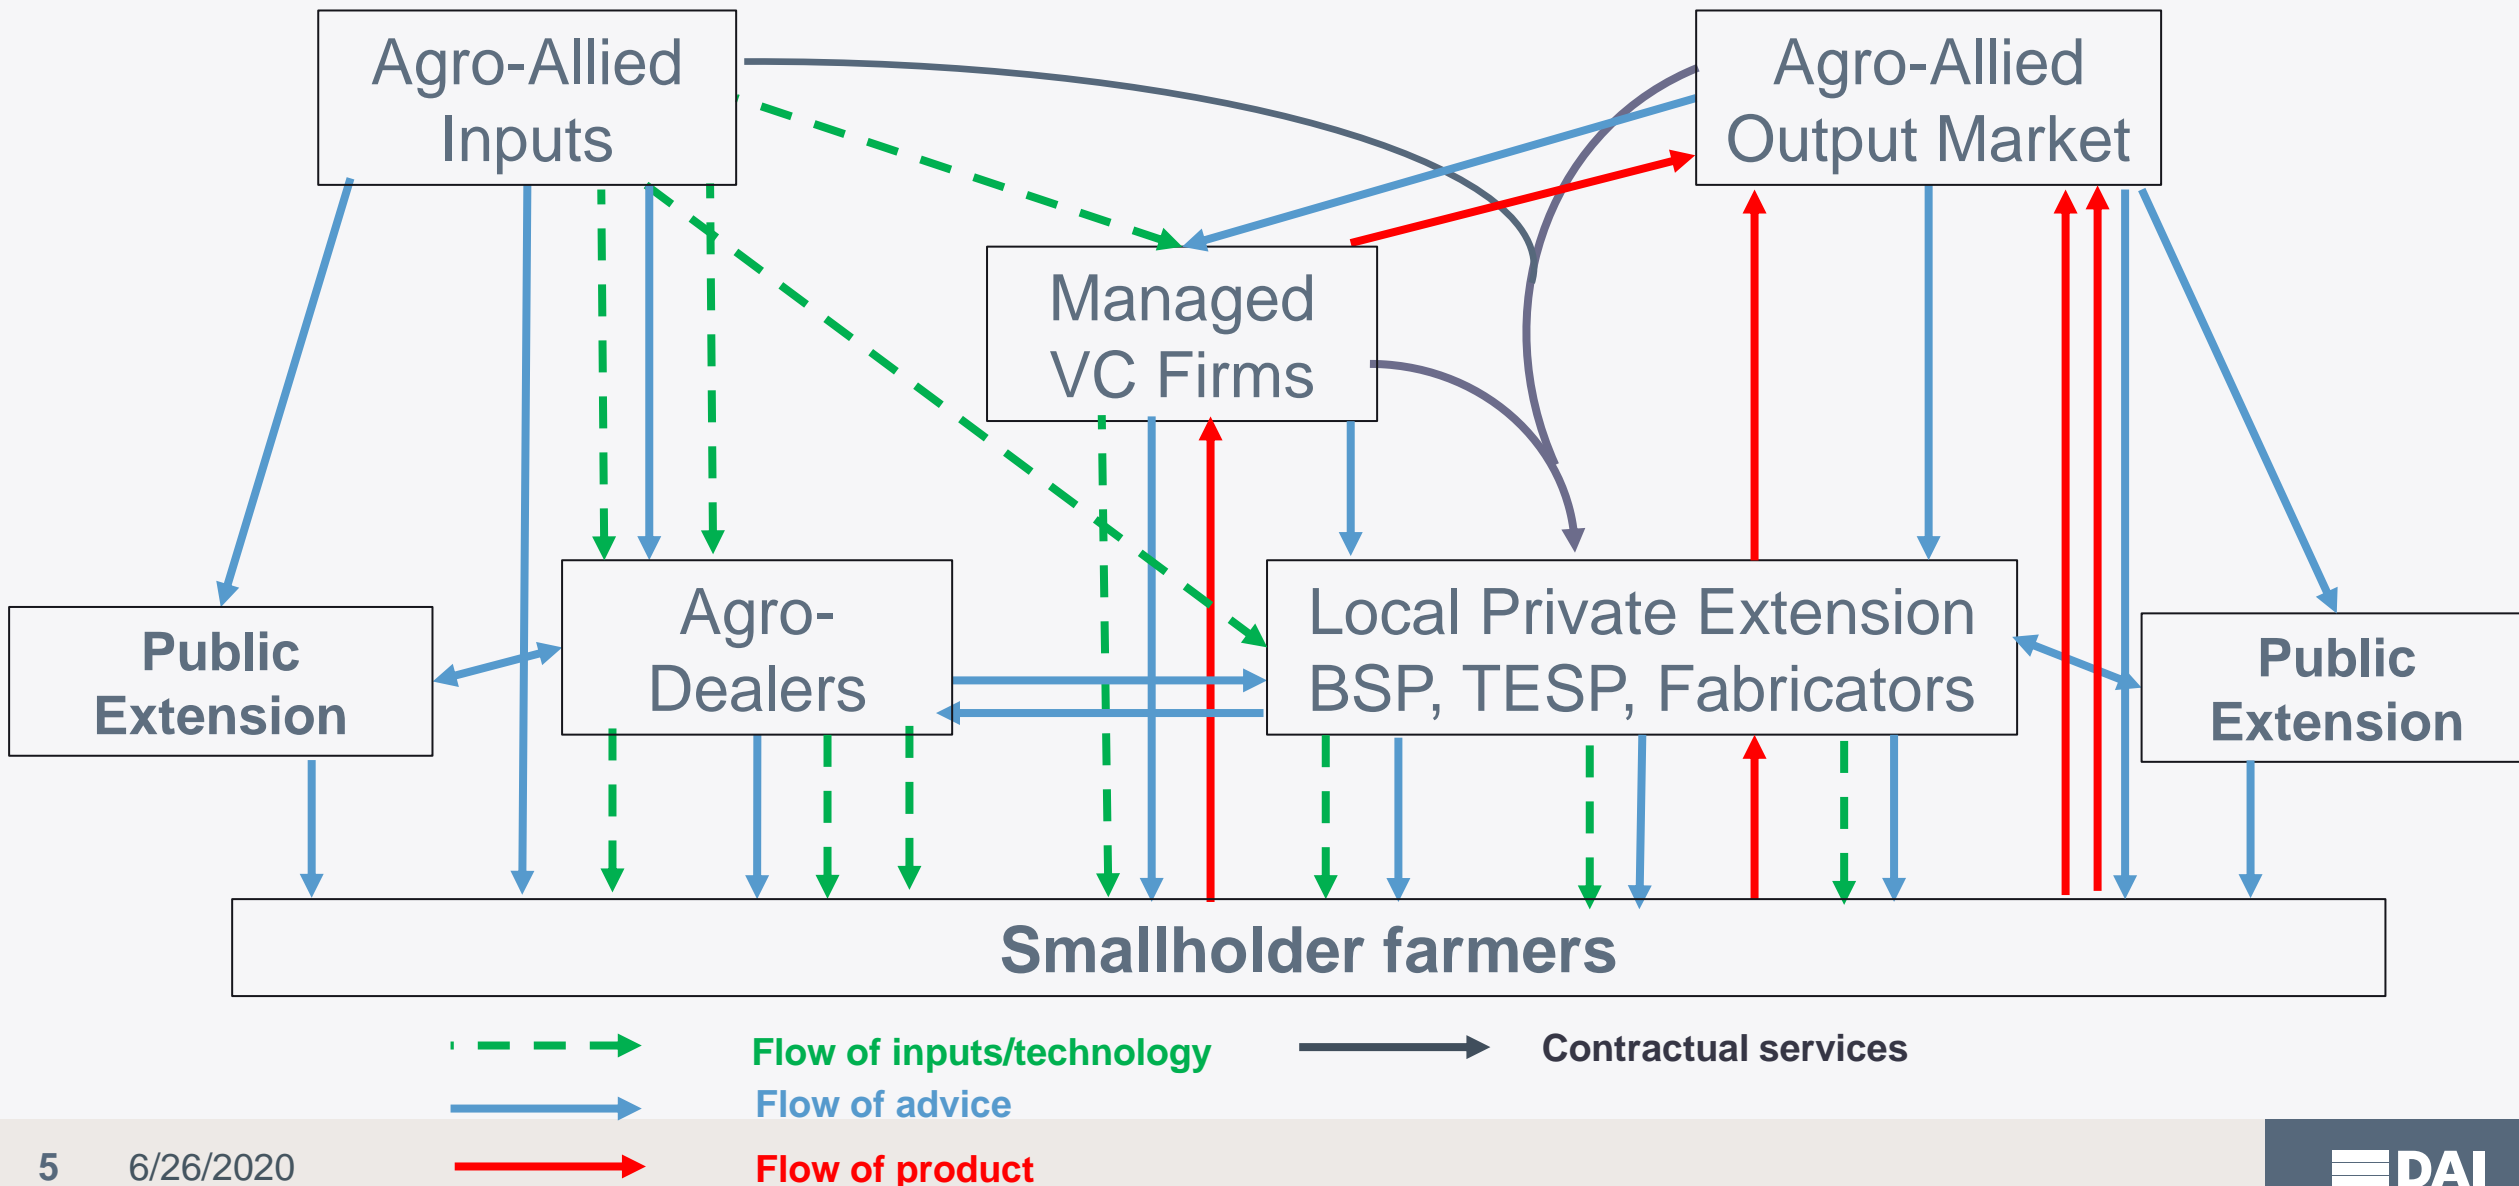 Agro-Allied
Inputs
Agro-Allied
Output Market
Managed
VC Firms
Public
Extension
Agro-
Dealers
Local Private Extension
BSP, TESP, Fabricators
Public
Extension
Smallholder farmers
Flow of inputs/technology
Contractual services
Flow of advice
Flow of product
5
6/26/2020
DAI